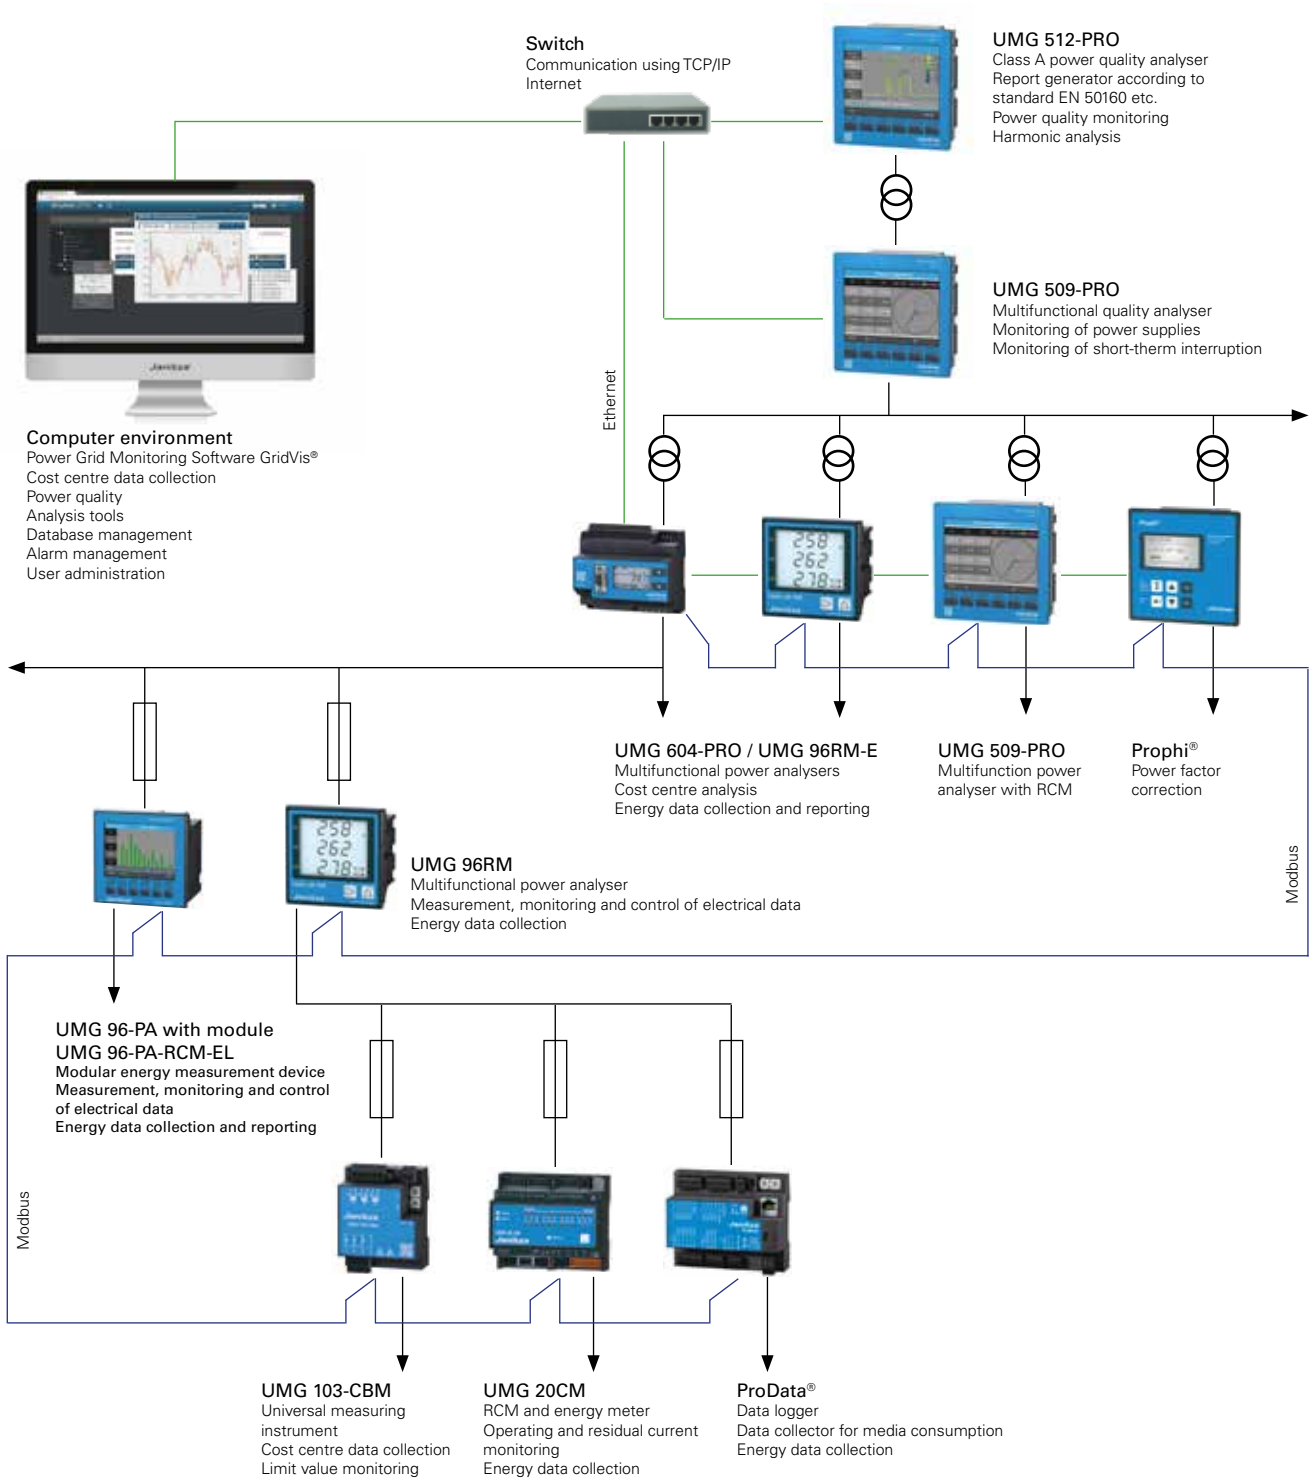 Switch
Communication using TCP/IP
Internet
UMG 512-PRO
Class A power quality analyser
Report generator according to
standard EN 50160 etc.
Power quality monitoring
Harmonic analysis
UMG 509-PRO
Multifunctional quality analyser
Monitoring of power supplies
Monitoring of short-therm interruption
Ethernet
Janitza
Computer environment
Power Grid Monitoring Software GridVis®
Cost centre data collection
Power quality
Analysis tools
Database management
Alarm management
User administration
258
262
278
UMG 604-PRO / UMG 96RM-E
Multifunctional power analysers
Cost centre analysis
Energy data collection and reporting
UMG 509-PRO
Multifunction power
analyser with RCM
Prophi®
Power factor
correction
Modbus
258
262
278
UMG 96RM
Multifunctional power analyser
Measurement, monitoring and control of electrical data
Energy data collection
UMG 96-PA with module
UMG 96-PA-RCM-EL
Modular energy measurement device
Measurement, monitoring and control
of electrical data
Energy data collection and reporting
Modbus
Janitza
Janitza
Janitza
UMG 103-CBM
Universal measuring
instrument
Cost centre data collection
Limit value monitoring
UMG 20CM
RCM and energy meter
Operating and residual current
monitoring
Energy data collection
ProData®
Data logger
Data collector for media consumption
Energy data collection